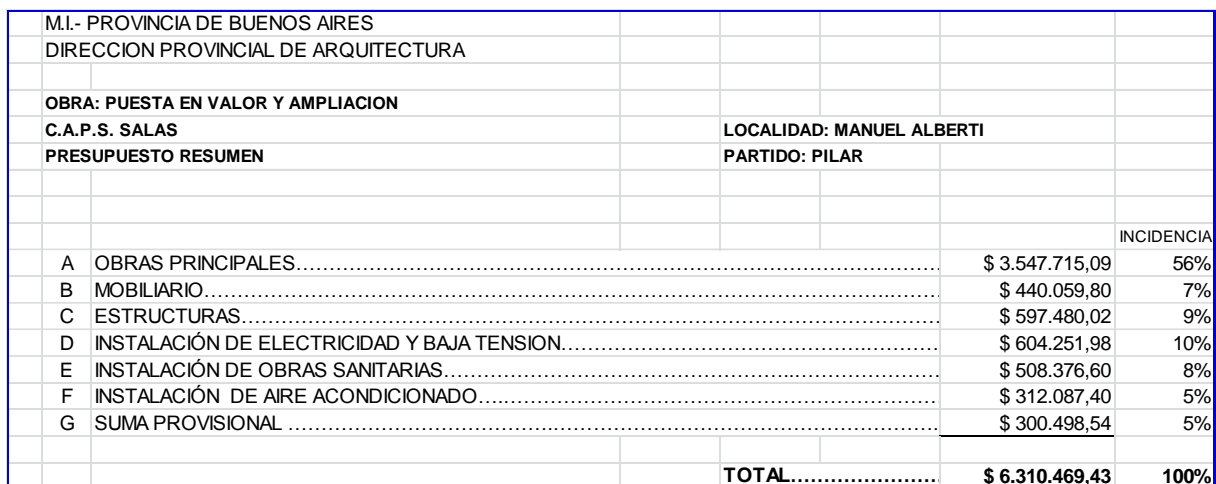 M.I.- PROVINCIA DE BUENOS AIRES
DIRECCION PROVINCIAL DE ARQUITECTURA
OBRA: PUESTA EN VALOR Y AMPLIACION
C.A.P.S. SALAS LOCALIDAD: MANUEL ALBERTI
PRESUPUESTO RESUMEN PARTIDO: PILAR
INCIDENCIA
A OBRAS PRINCIPALES……………………………………………………………………………… $ 3.547.715,09 56%
B MOBILIARIO……………………………………………………………………………………… $ 440.059,80 7%
C ESTRUCTURAS…………………………………………………………………………………… $ 597.480,02 9%
D INSTALACIÓN DE ELECTRICIDAD Y BAJA TENSION……………………………………… $ 604.251,98 10%
E INSTALACIÓN DE OBRAS SANITARIAS……………………………………………………… $ 508.376,60 8%
F INSTALACIÓN DE AIRE ACONDICIONADO…………………………………………………… $ 312.087,40 5%
G SUMA PROVISIONAL …………………………………………………………………………… $ 300.498,54 5%
TOTAL………………… $ 6.310.469,43 100%